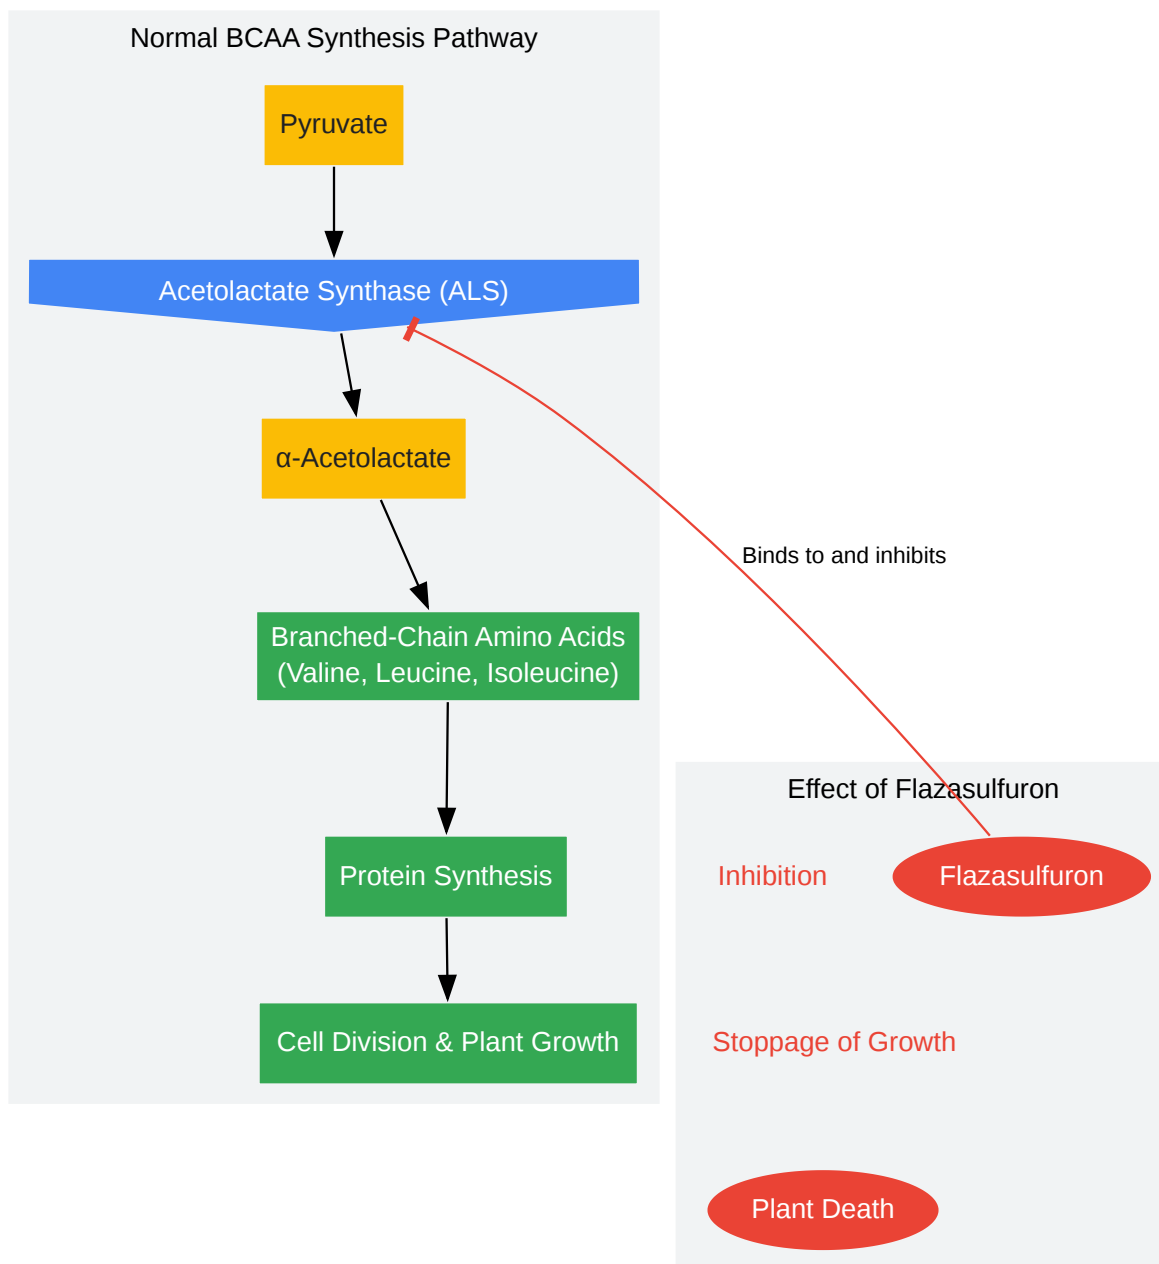 Normal BCAA Synthesis Pathway
Pyruvate
Acetolactate Synthase (ALS)
α-Acetolactate
Binds to and inhibits
Branched-Chain Amino Acids
(Valine, Leucine, Isoleucine)
Effect of Flazasulfuron
Protein Synthesis
Inhibition
Flazasulfuron
Cell Division & Plant Growth
Stoppage of Growth
Plant Death